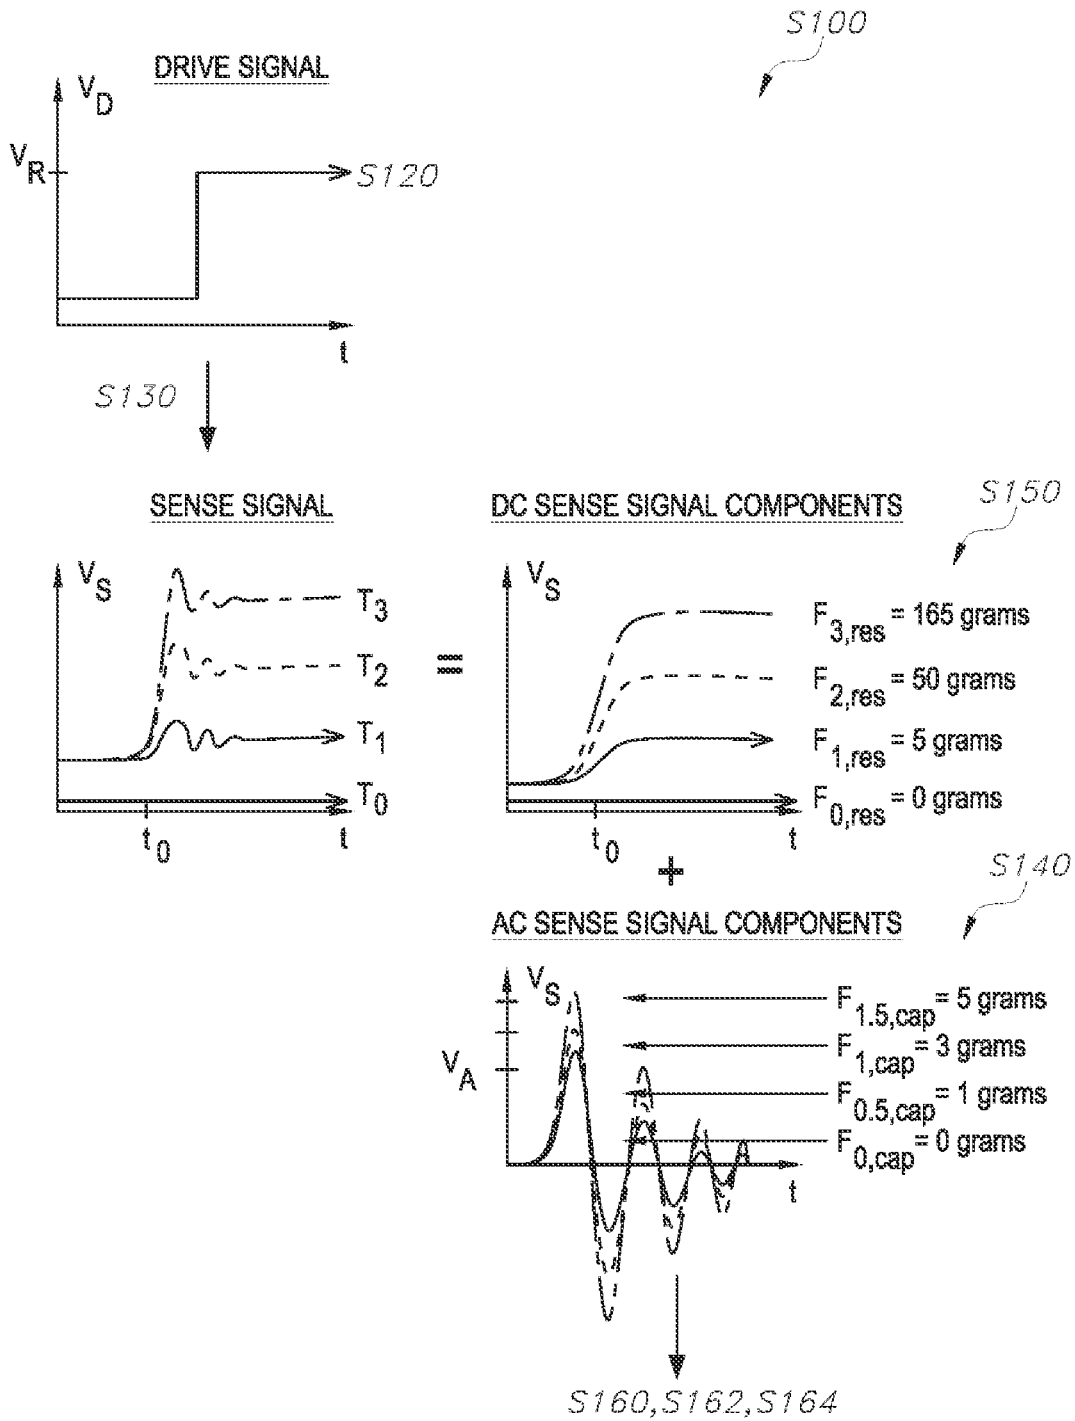 S100
DRIVE SIGNAL
V_D
V_R
S120
t
S130
SENSE SIGNAL
V_S
T_3
T_2
T_1
T_0
t_0
t
=
DC SENSE SIGNAL COMPONENTS
S150
V_S
F_3,res = 165 grams
F_2,res = 50 grams
F_1,res = 5 grams
F_0,res = 0 grams
t_0
t
+
S140
AC SENSE SIGNAL COMPONENTS
V_S
V_A
F_1.5,cap = 5 grams
F_1,cap = 3 grams
F_0.5,cap = 1 grams
F_0,cap = 0 grams
t
S160,S162,S164